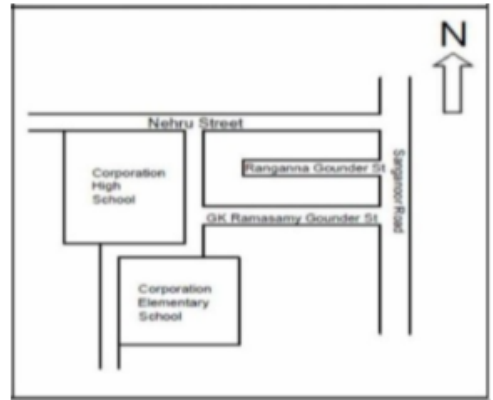 N
Nehru Street
Corporation
High
School
Ranganna Gounder St
Sanganoor Road
GK Ramasamy Gounder St
Corporation
Elementary
School